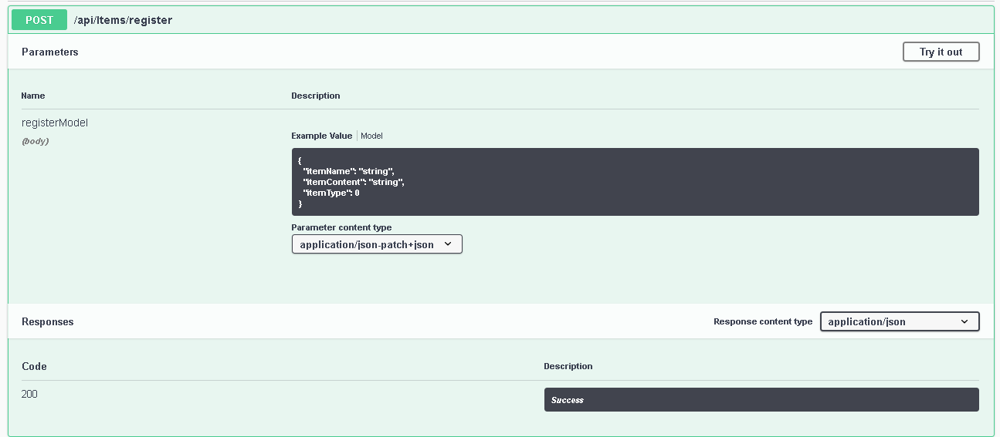 POST /api/Items/register
Parameters
Try it out
Name Description
registerModel
(body)
Example Value Model
{
"itemName": "string",
"itemContent": "string",
"itemType": 0
}
Parameter content type
application/json-patch+json
Responses
Response content type application/json
Code Description
200 Success